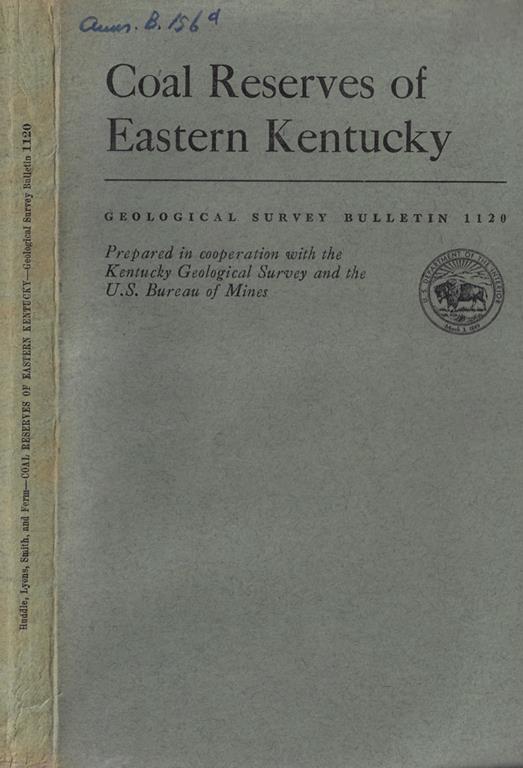 B. 156 d
Coal Reserves of
Eastern Kentucky
GEOLOGICAL SURVEY BULLETIN 1120
Prepared in cooperation with the
Kentucky Geological Survey and the
U.S. Bureau of Mines
U.S. DEPARTMENT OF THE INTERIOR
March 3, 1849
Huddle, Lyons, Smith, and Ferm—COAL RESERVES OF EASTERN KENTUCKY—Geological Survey Bulletin 1120